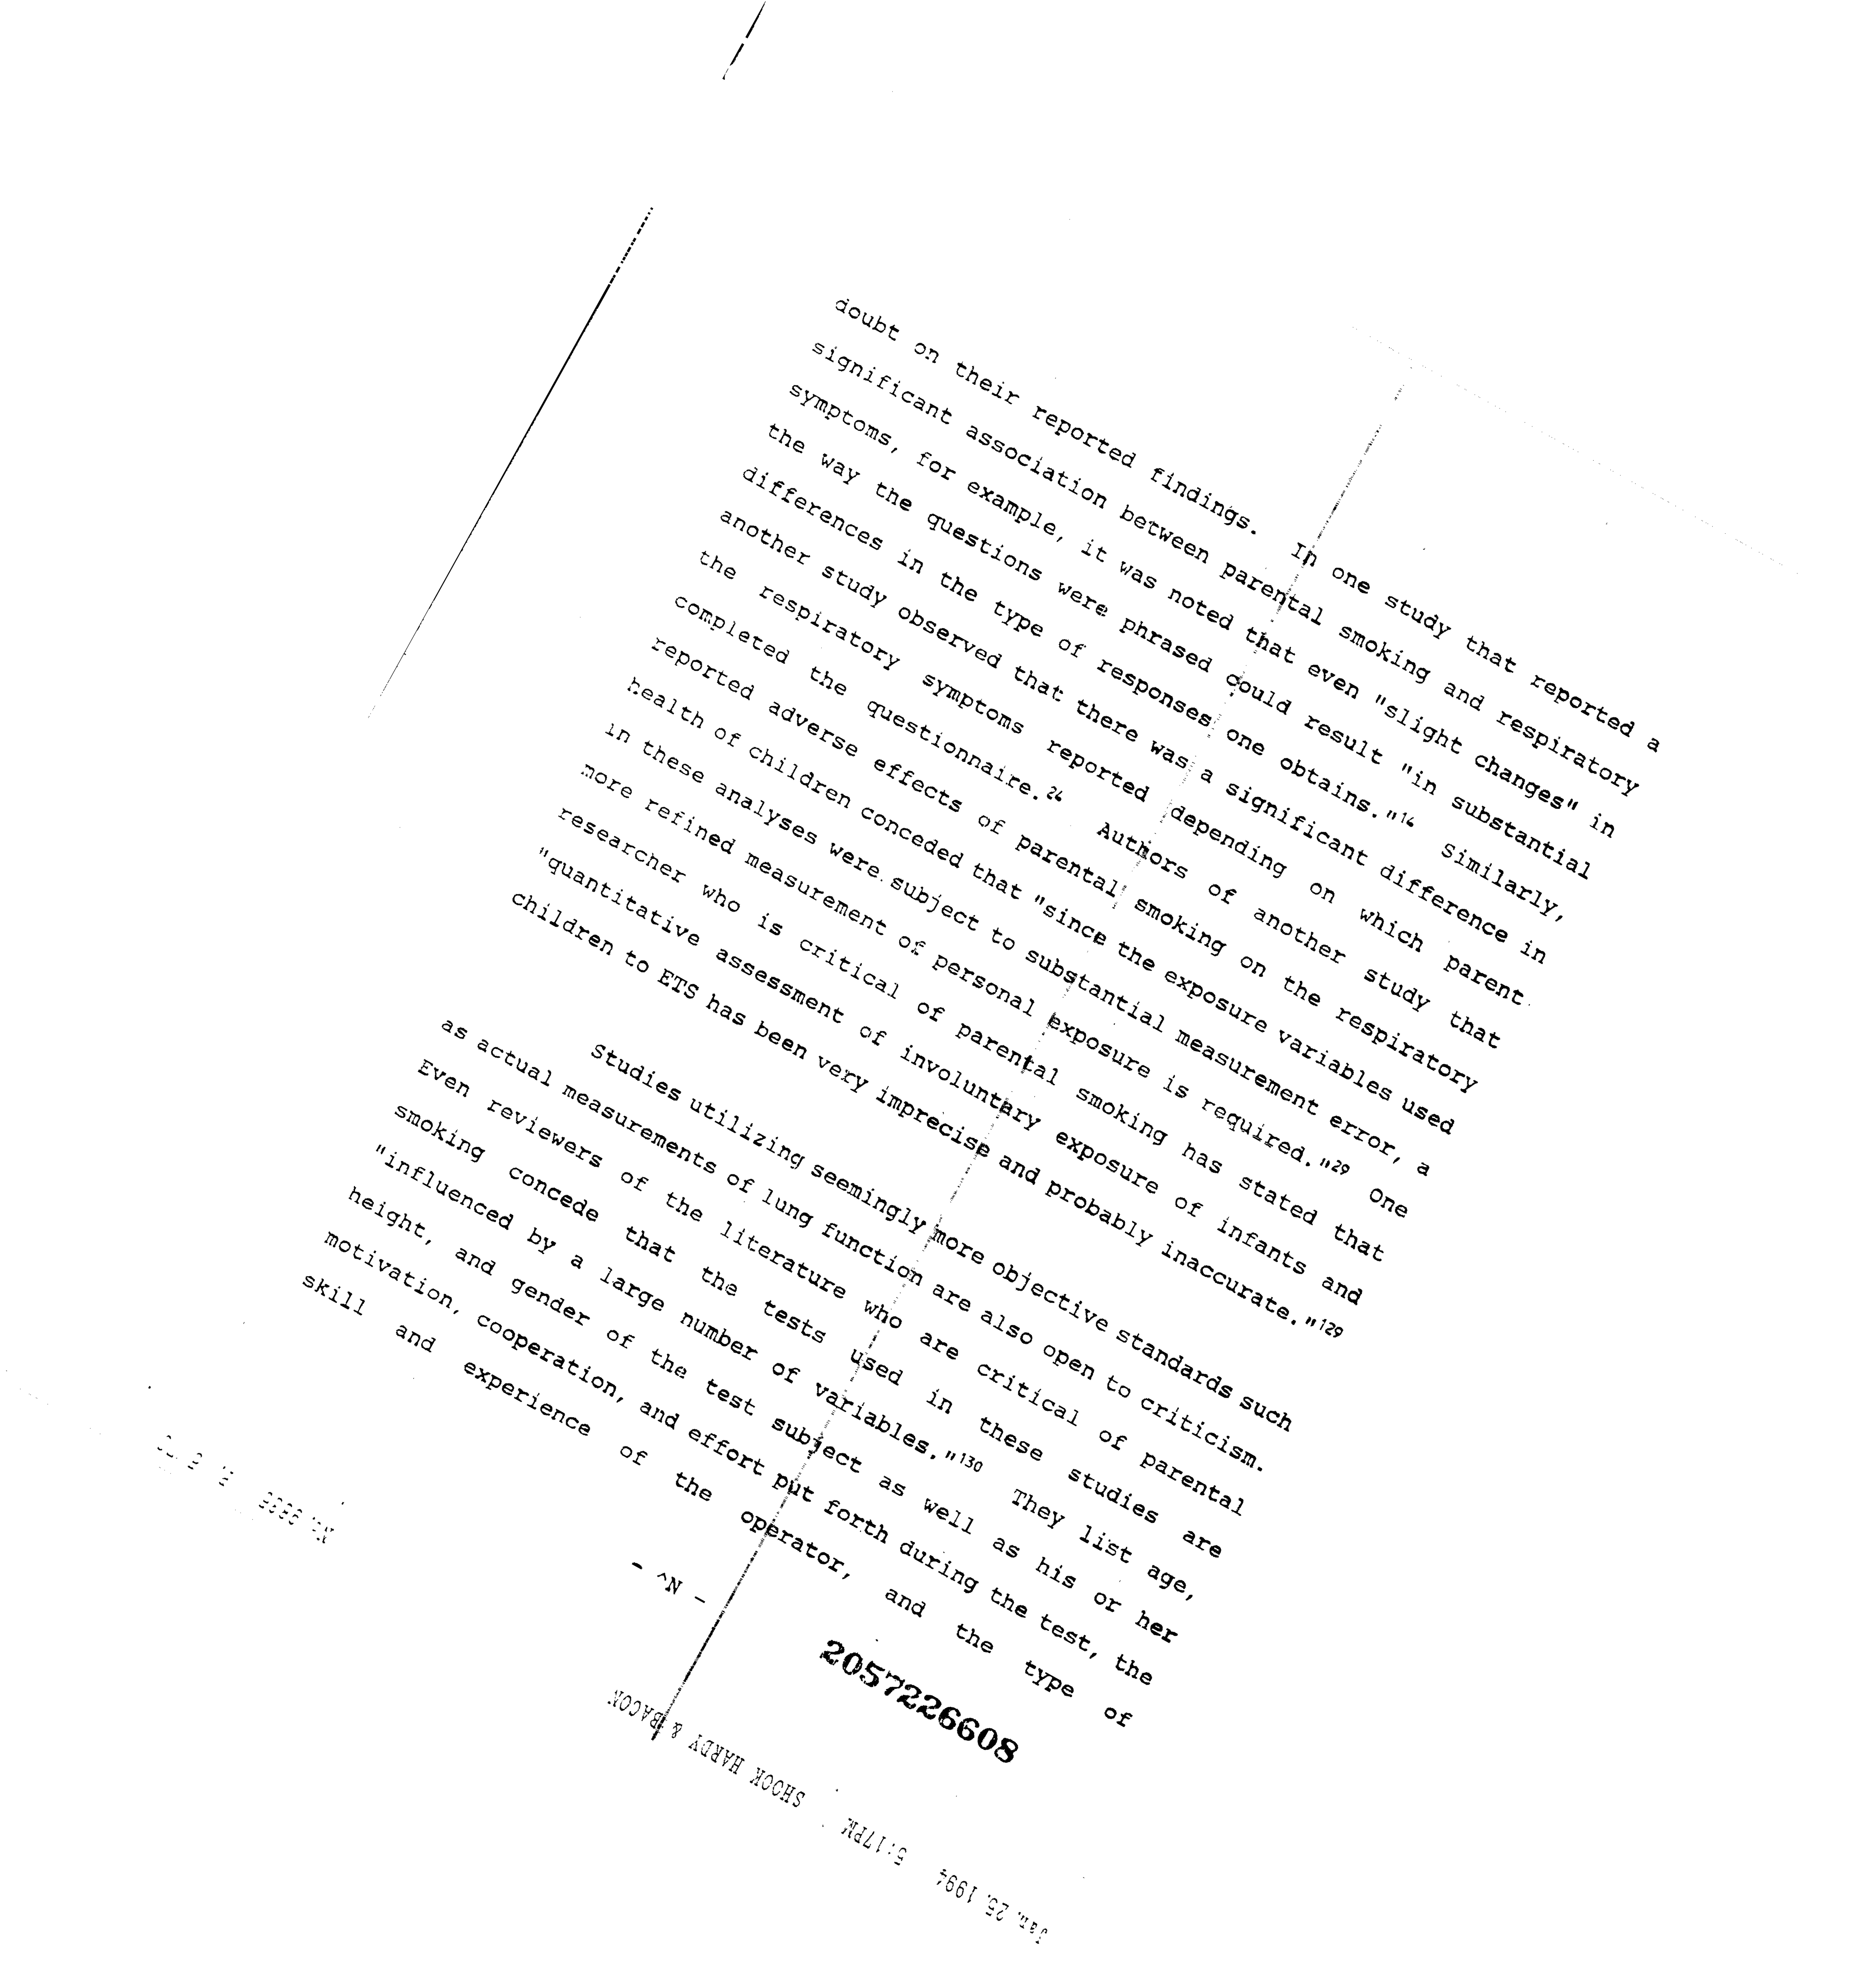 doubt on their reported findings. In one study that reported a
significant association between parental smoking and respiratory
symptoms, for example, it was noted that even "slight changes" in
the way the questions were phrased could result "in substantial
differences in the type of responses one obtains."14 Similarly,
another study observed that there was a significant difference in
the respiratory symptoms reported depending on which parent
completed the questionnaire.26 Authors of another study that
reported adverse effects of parental smoking on the respiratory
health of children conceded that "since the exposure variables used
in these analyses were subject to substantial measurement error, a
more refined measurement of personal exposure is required."29 One
researcher who is critical of parental smoking has stated that
"quantitative assessment of involuntary exposure of infants and
children to ETS has been very imprecise and probably inaccurate."129
Studies utilizing seemingly more objective standards such
as actual measurements of lung function are also open to criticism.
Even reviewers of the literature who are critical of parental
smoking concede that the tests used in these studies are
"influenced by a large number of variables."130 They list age,
height, and gender of the test subject as well as his or her
motivation, cooperation, and effort put forth during the test, the
skill and experience of the operator, and the type of
- ^N -
2057226608
Jan. 25. 1994 5:17PM SHOOK HARDY & BACON